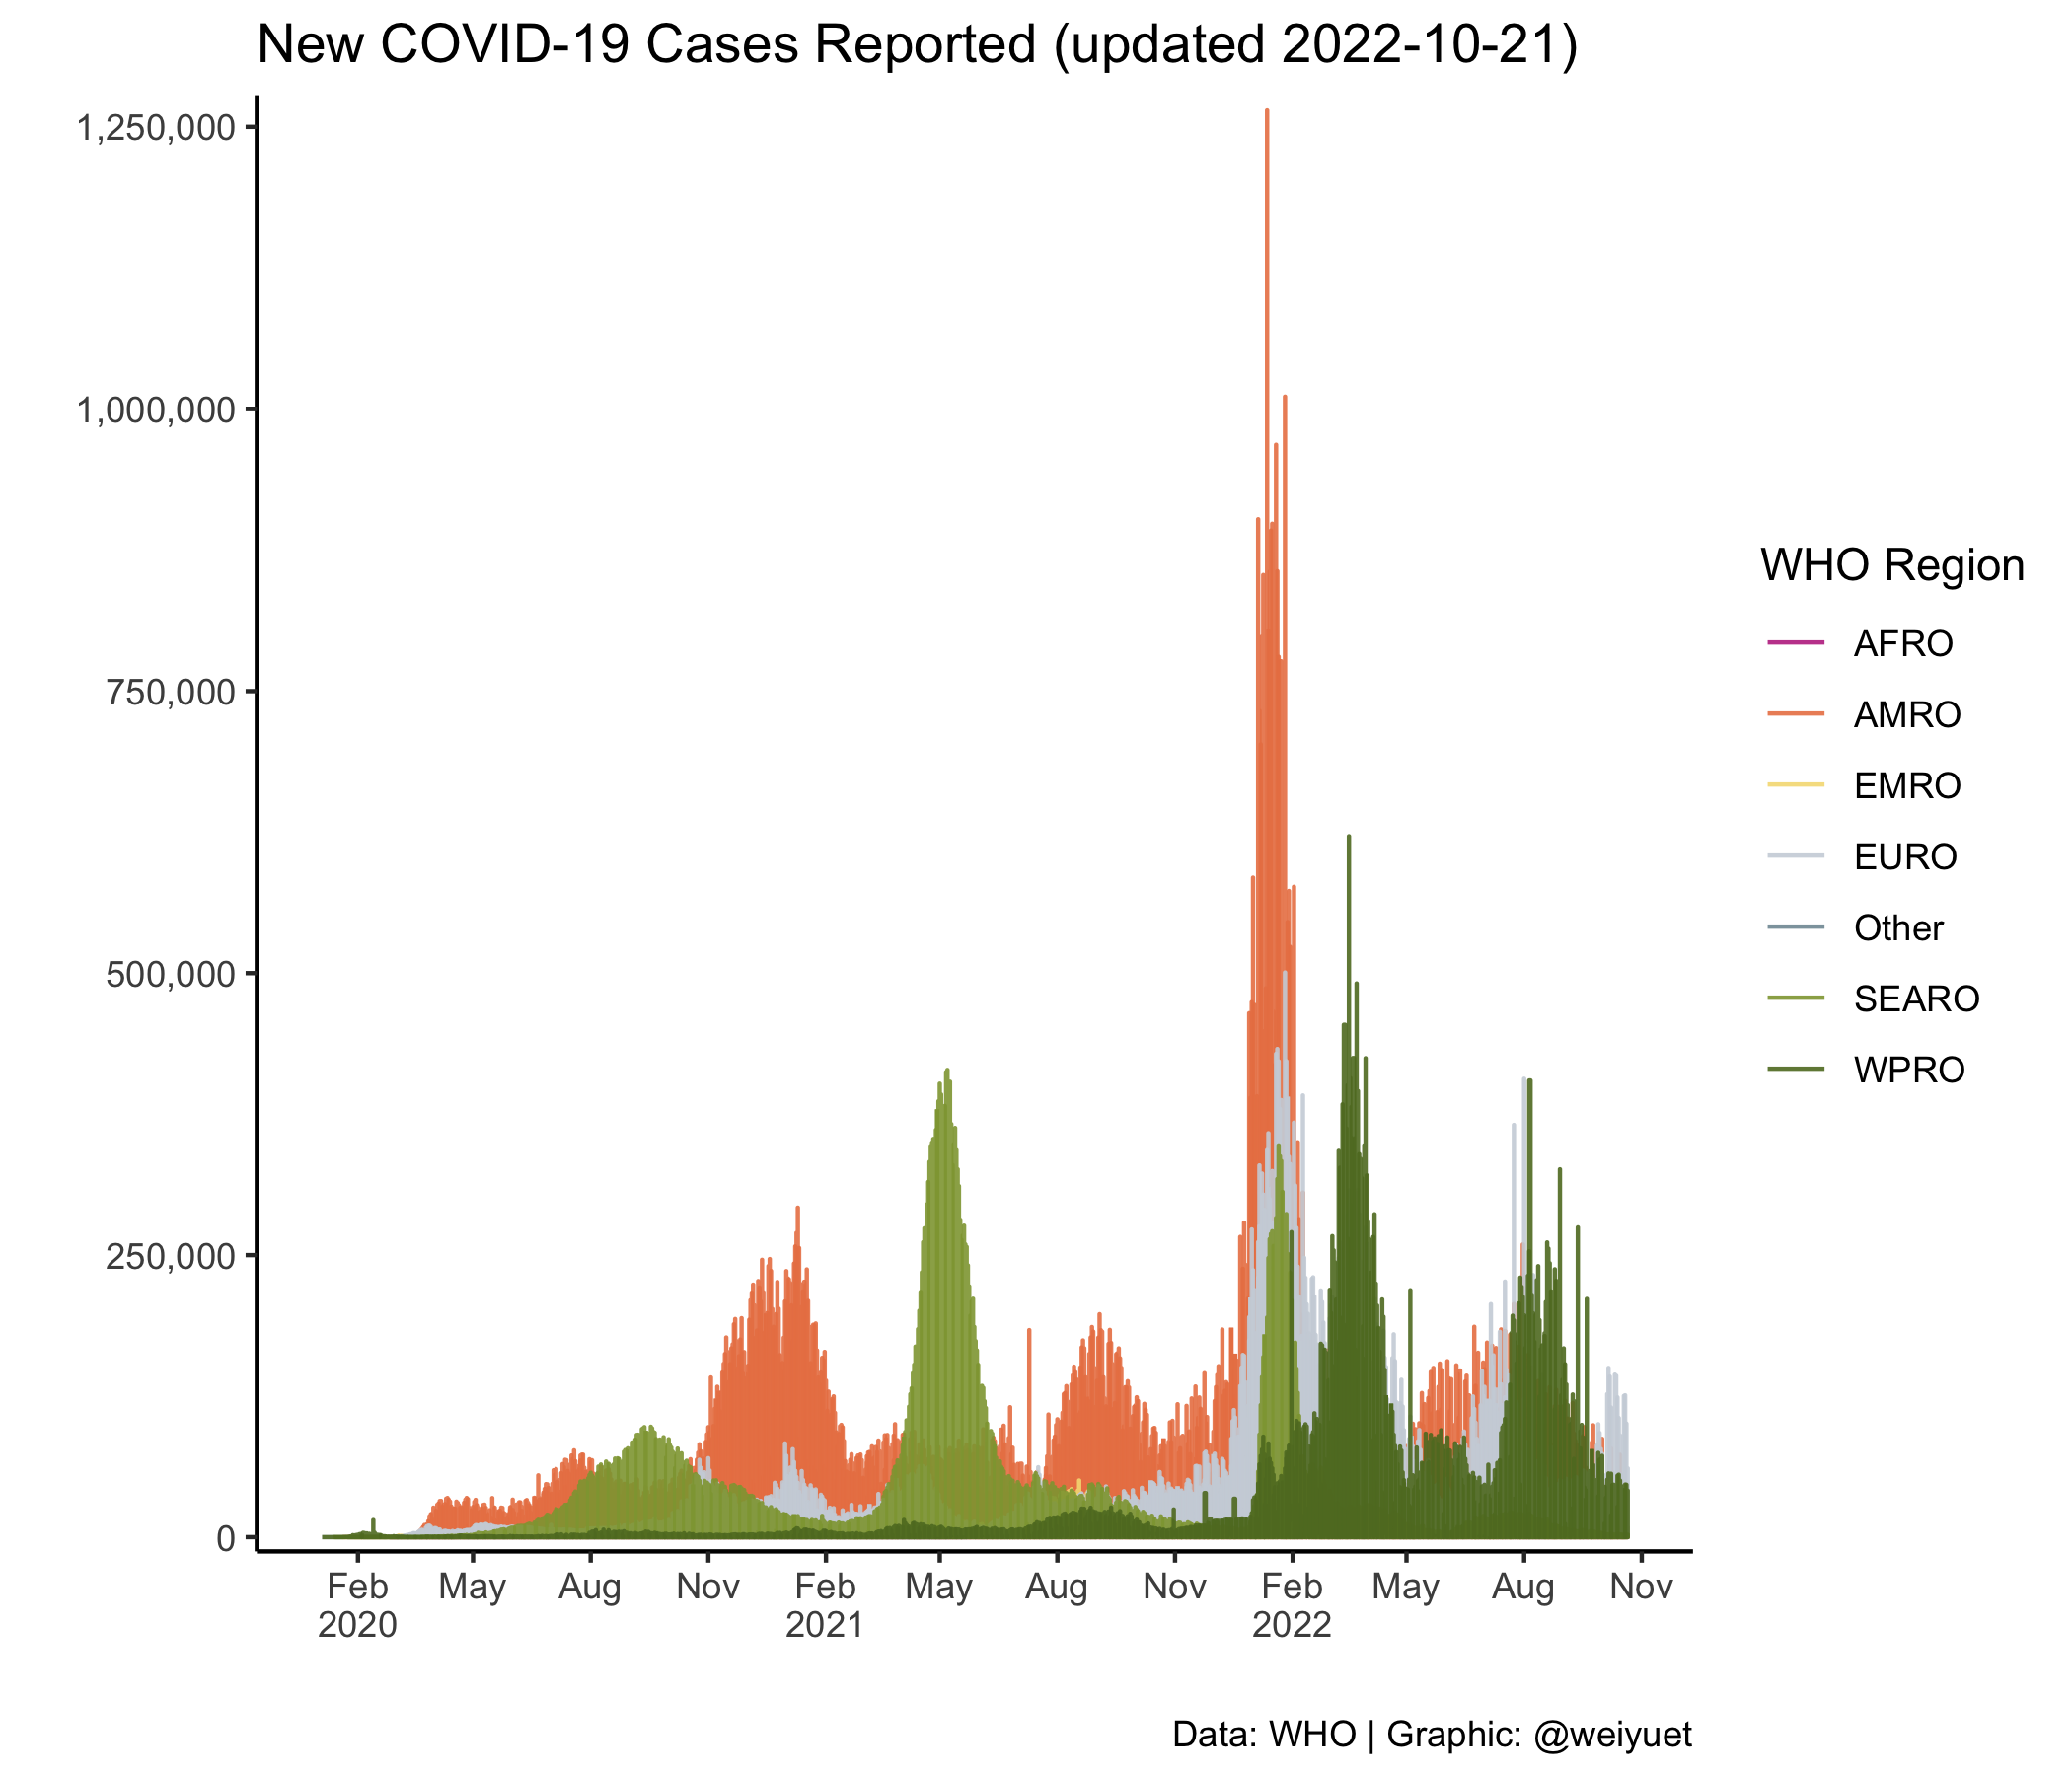 New COVID-19 Cases Reported (updated 2022-10-21)
1,250,000
1,000,000
750,000
500,000
250,000
0
Feb May Aug Nov Feb May Aug Nov Feb May Aug Nov
2020 2021 2022
WHO Region
AFRO
AMRO
EMRO
EURO
Other
SEARO
WPRO
Data: WHO | Graphic: @weiyuet